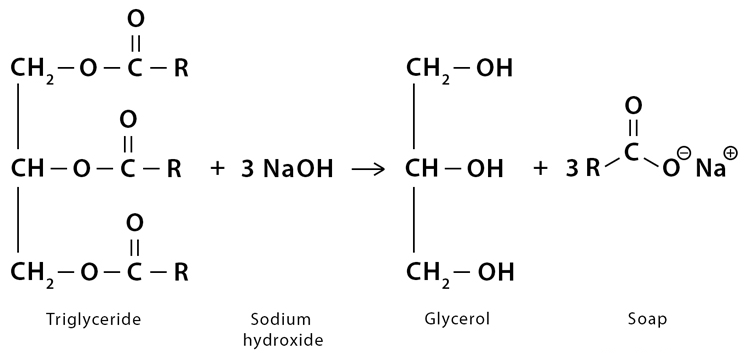 O O
CH₂ — O — C — R CH₂ — OH
O O
CH — O — C — R + 3 NaOH → CH — OH + 3 R C O⊖ Na⊕
O
CH₂ — O — C — R CH₂ — OH
Triglyceride Sodium hydroxide Glycerol Soap